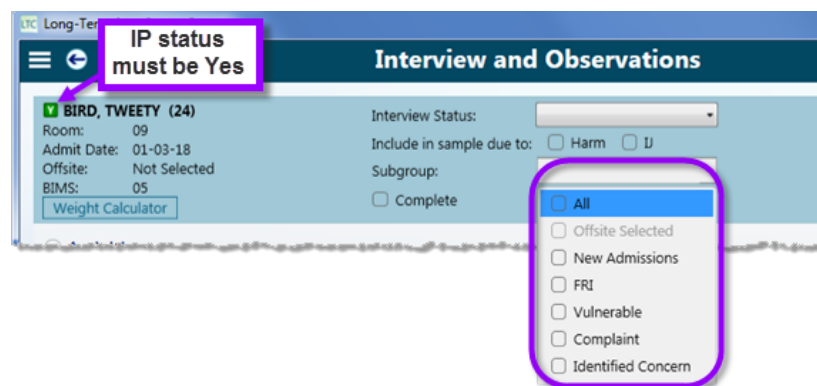 LTC Long-Ter
IP status
must be Yes
Interview and Observations
Y BIRD, TWEETY (24)
Room: 09
Admit Date: 01-03-18
Offsite: Not Selected
BIMS: 05
Weight Calculator
Interview Status:
Include in sample due to: Harm IJ
Subgroup:
Complete
All
Offsite Selected
New Admissions
FRI
Vulnerable
Complaint
Identified Concern